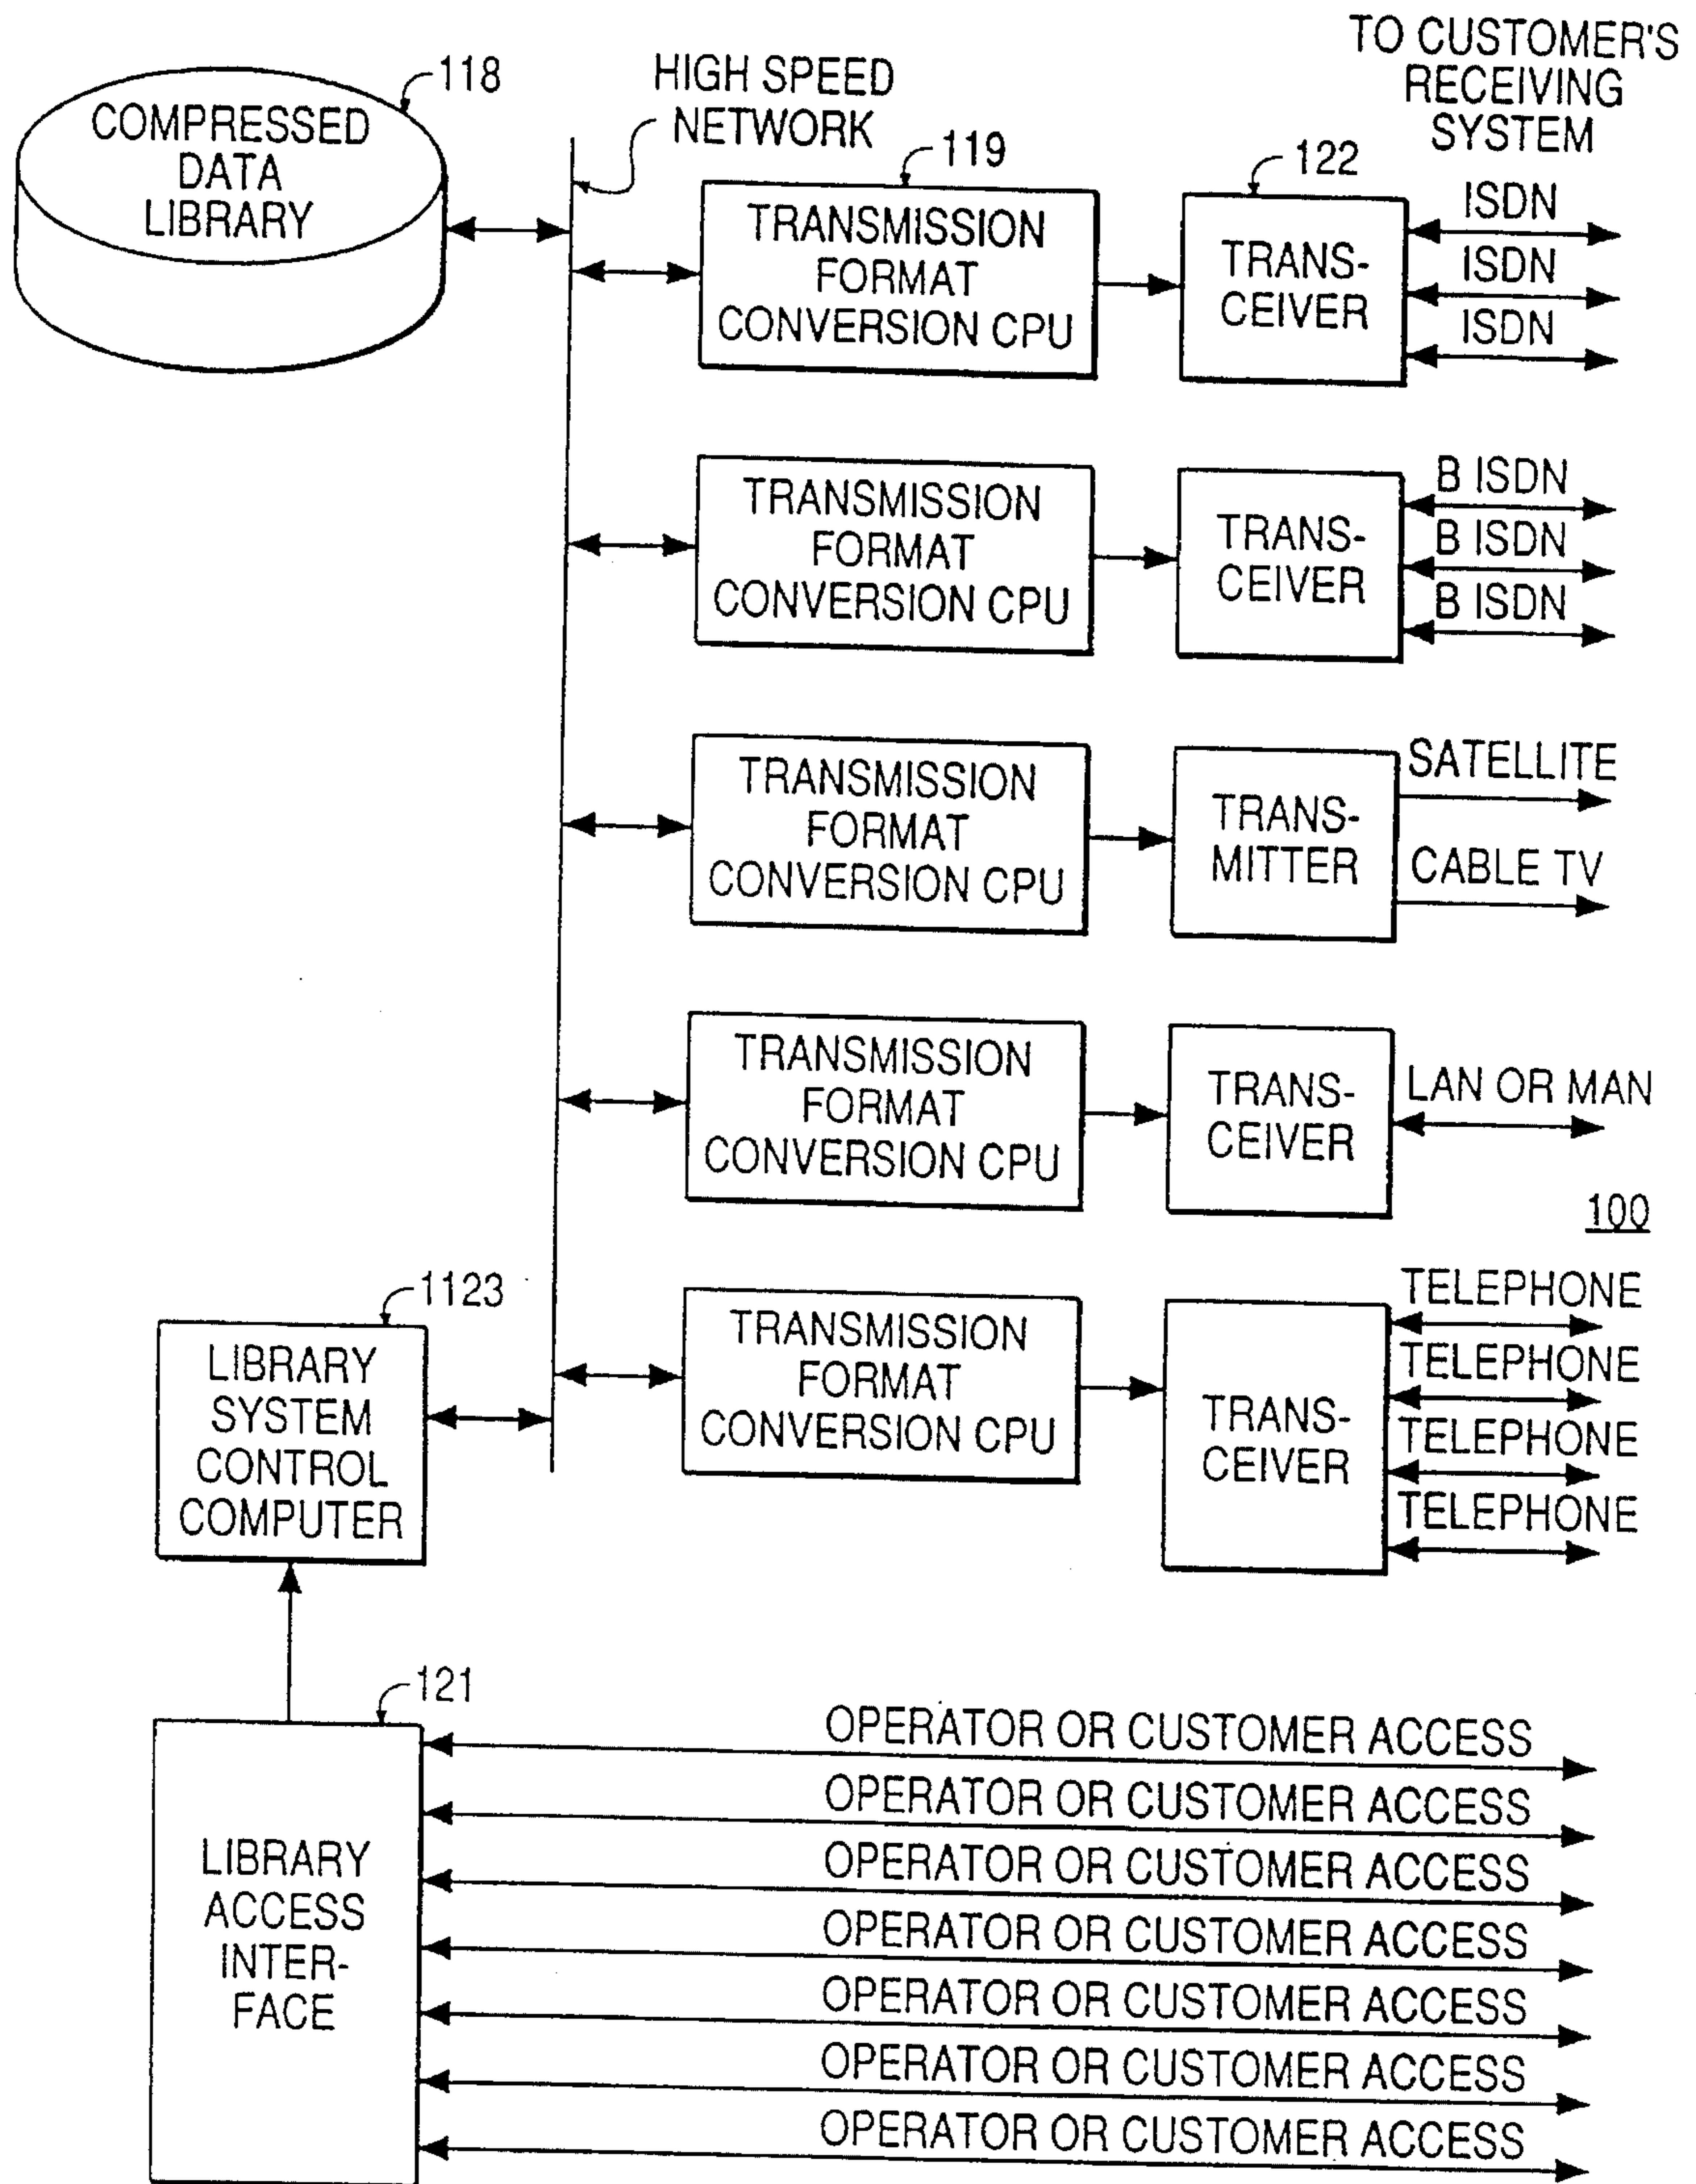 COMPRESSED
DATA
LIBRARY
118
HIGH SPEED
NETWORK
TO CUSTOMER'S
RECEIVING
SYSTEM
119
TRANSMISSION
FORMAT
CONVERSION CPU
122
TRANS-
CEIVER
ISDN
ISDN
ISDN
TRANSMISSION
FORMAT
CONVERSION CPU
TRANS-
CEIVER
B ISDN
B ISDN
B ISDN
TRANSMISSION
FORMAT
CONVERSION CPU
TRANS-
MITTER
SATELLITE
CABLE TV
TRANSMISSION
FORMAT
CONVERSION CPU
TRANS-
CEIVER
LAN OR MAN
100
1123
LIBRARY
SYSTEM
CONTROL
COMPUTER
TRANSMISSION
FORMAT
CONVERSION CPU
TRANS-
CEIVER
TELEPHONE
TELEPHONE
TELEPHONE
TELEPHONE
121
LIBRARY
ACCESS
INTER-
FACE
OPERATOR OR CUSTOMER ACCESS
OPERATOR OR CUSTOMER ACCESS
OPERATOR OR CUSTOMER ACCESS
OPERATOR OR CUSTOMER ACCESS
OPERATOR OR CUSTOMER ACCESS
OPERATOR OR CUSTOMER ACCESS
OPERATOR OR CUSTOMER ACCESS